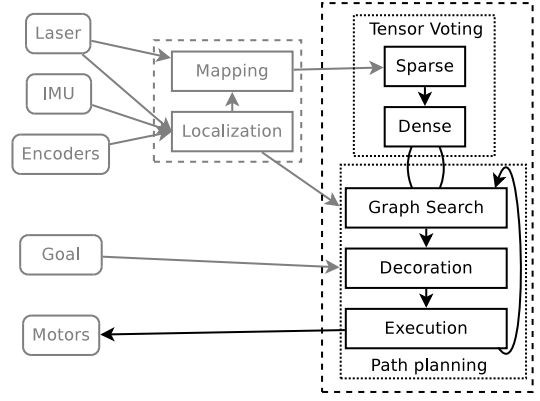 Laser
Tensor Voting
Mapping
Sparse
IMU
Localization
Dense
Encoders
Graph Search
Goal
Decoration
Motors
Execution
Path planning